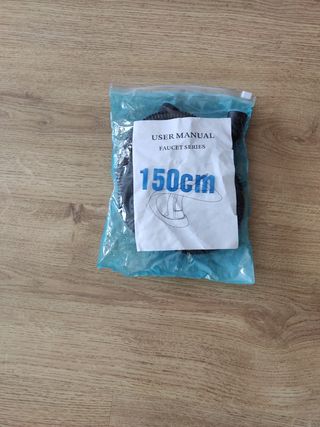 USER MANUAL
FAUCET SERIES
150cm